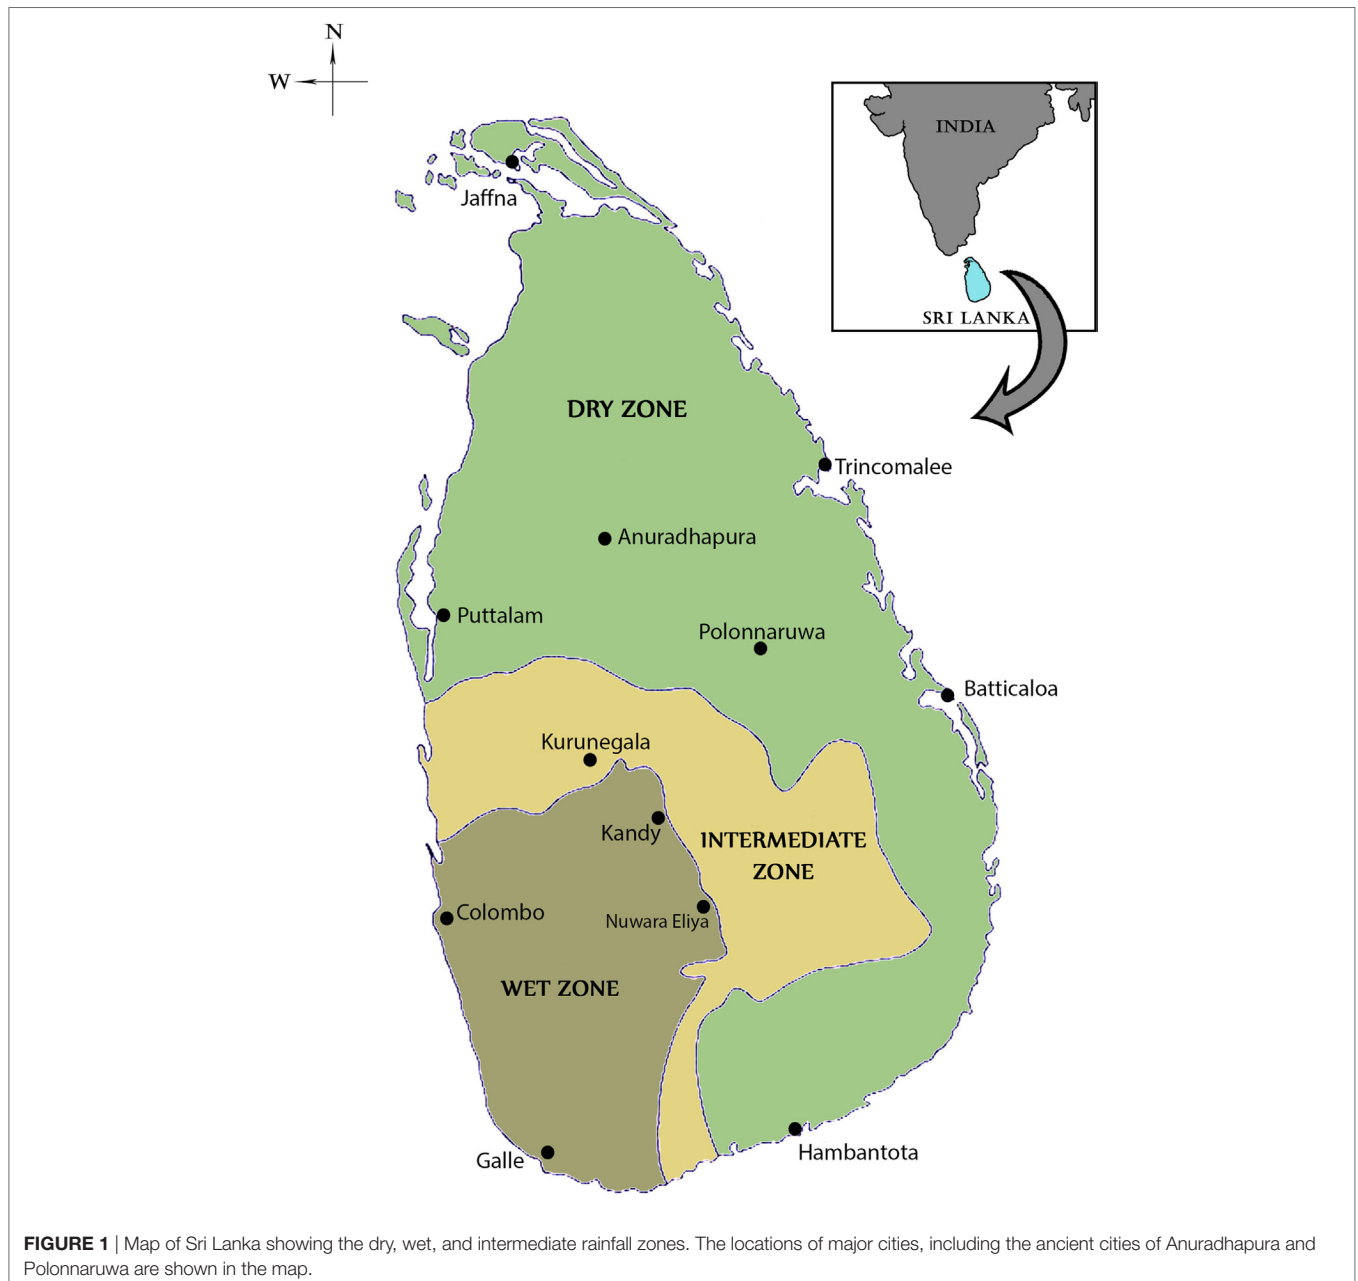 N
W
INDIA
SRI LANKA
Jaffna
DRY ZONE
Trincomalee
Anuradhapura
Puttalam
Polonnaruwa
Batticaloa
Kurunegala
Kandy
INTERMEDIATE
ZONE
Colombo
Nuwara Eliya
WET ZONE
Galle
Hambantota
FIGURE 1 | Map of Sri Lanka showing the dry, wet, and intermediate rainfall zones. The locations of major cities, including the ancient cities of Anuradhapura and
Polonnaruwa are shown in the map.